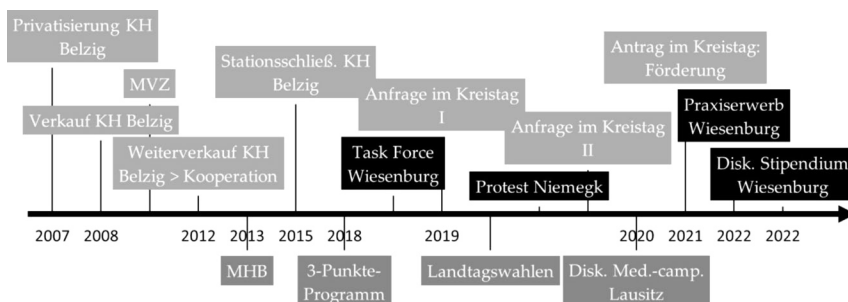 Privatisierung KH
Belzig
MVZ
Verkauf KH Belzig
Weiterverkauf KH
Belzig > Kooperation
Stationsschließ. KH
Belzig
Anfrage im Kreistag
I
Task Force
Wiesenburg
Anfrage im Kreistag
II
Protest Niemegk
Antrag im Kreistag:
Förderung
Praxiserwerb
Wiesenburg
Disk. Stipendium
Wiesenburg
2007 2008 2012 2013 2015 2018 2019 2020 2021 2022 2022
MHB
3-Punkte-
Programm
Landtagswahlen
Disk. Med.-camp.
Lausitz